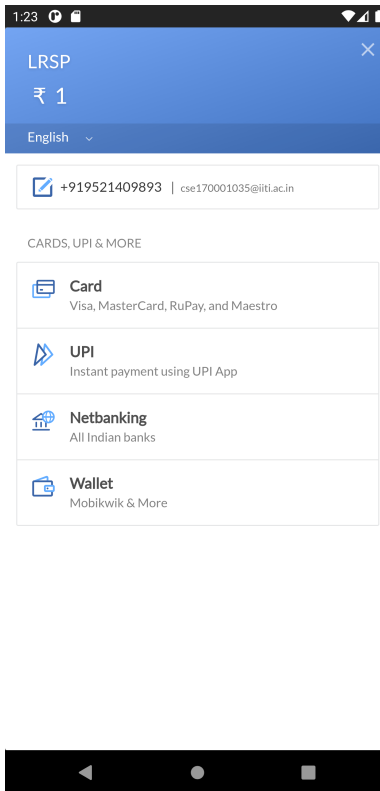 1:23
LRSP
₹ 1
English
+919521409893 | cse170001035@iiti.ac.in
CARDS, UPI & MORE
Card
Visa, MasterCard, RuPay, and Maestro
UPI
Instant payment using UPI App
Netbanking
All Indian banks
Wallet
Mobikwik & More